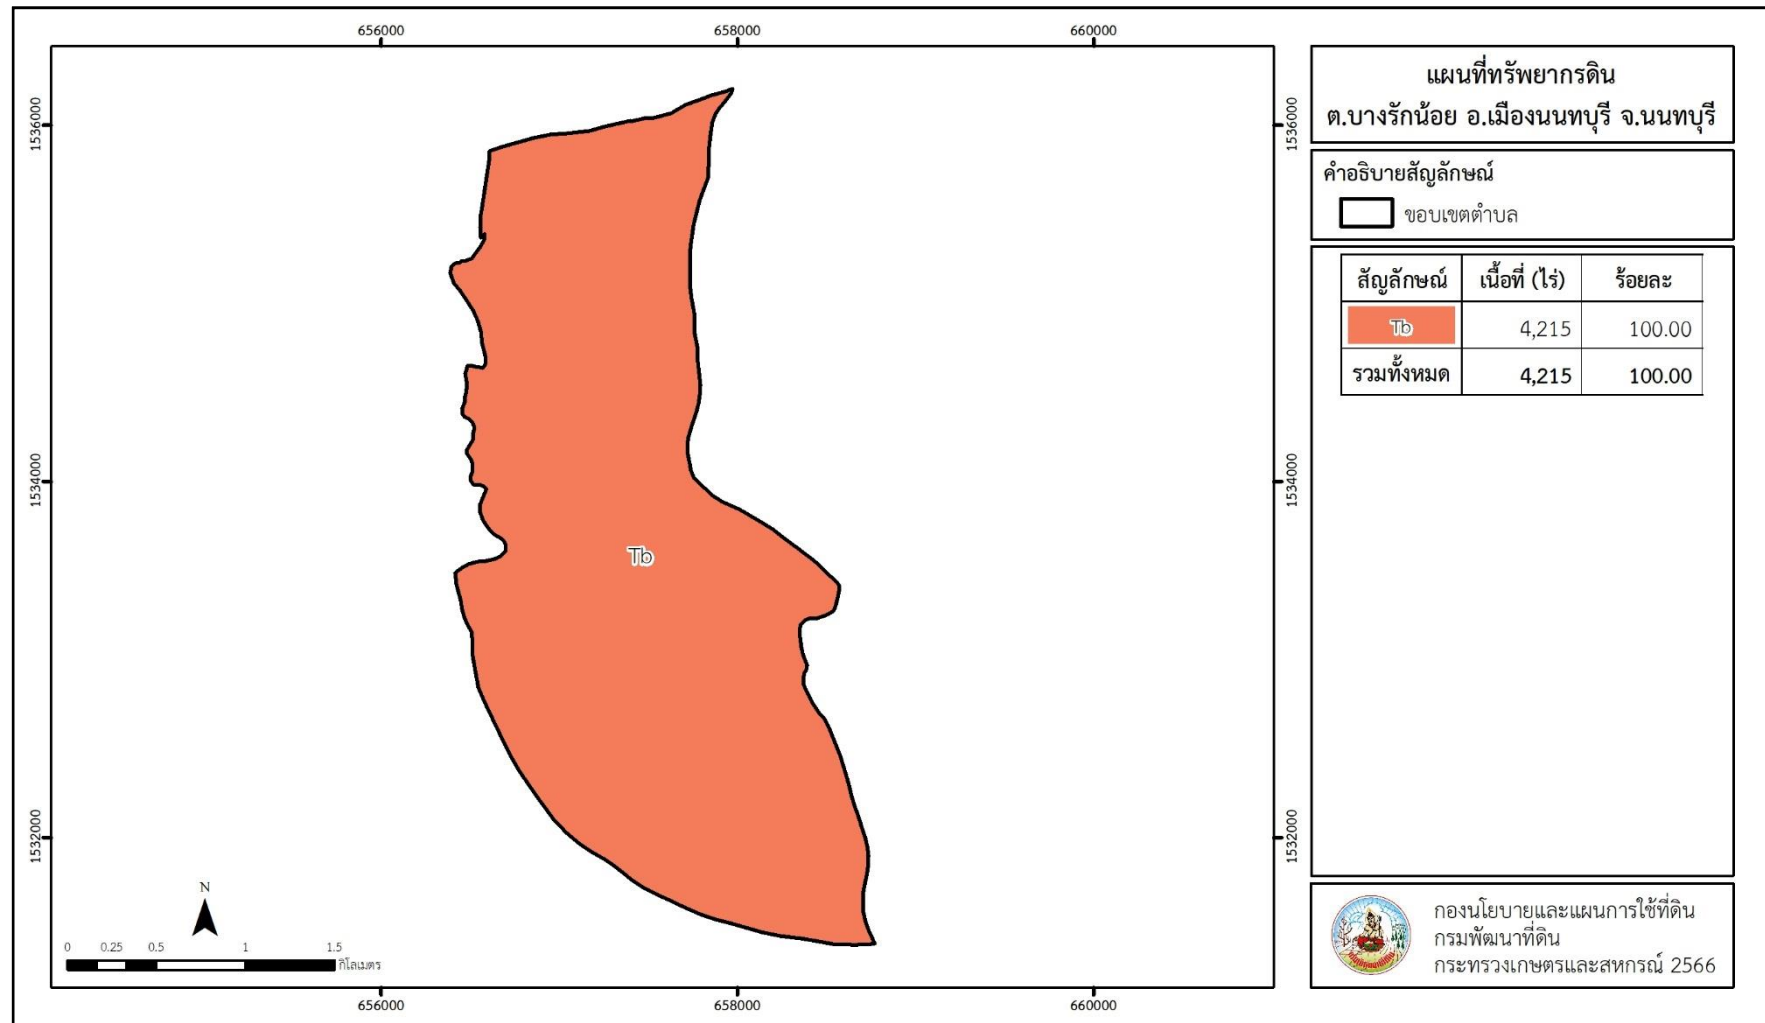 656000
658000
660000
1536000
1536000
1534000
1534000
1532000
1532000
Tb
N
0 0.25 0.5 1 1.5
กิโลเมตร
656000
658000
660000
แผนที่ทรัพยากรดิน
ต.บางรักน้อย อ.เมืองนนทบุรี จ.นนทบุรี
คำอธิบายสัญลักษณ์
ขอบเขตตำบล
สัญลักษณ์ เนื้อที่ (ไร่) ร้อยละ
Tb 4,215 100.00
รวมทั้งหมด 4,215 100.00
กองนโยบายและแผนการใช้ที่ดิน
กรมพัฒนาที่ดิน
กระทรวงเกษตรและสหกรณ์ 2566